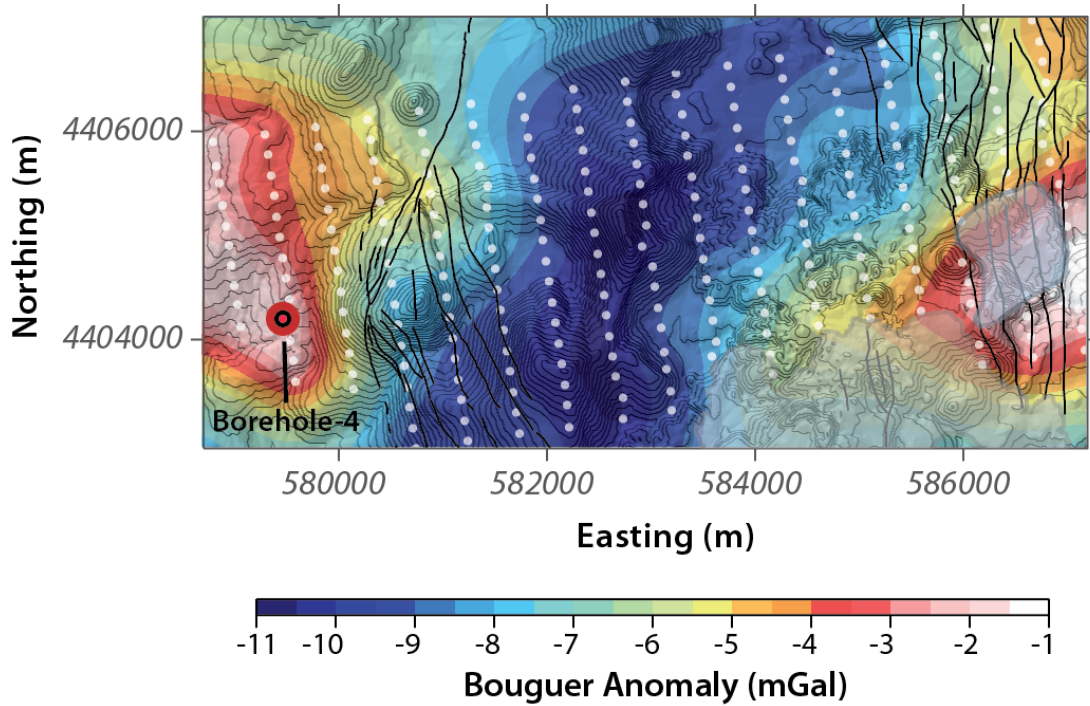 4406000
Northing (m)
4404000
Borehole-4
580000 582000 584000 586000
Easting (m)
-11 -10 -9 -8 -7 -6 -5 -4 -3 -2 -1
Bouguer Anomaly (mGal)